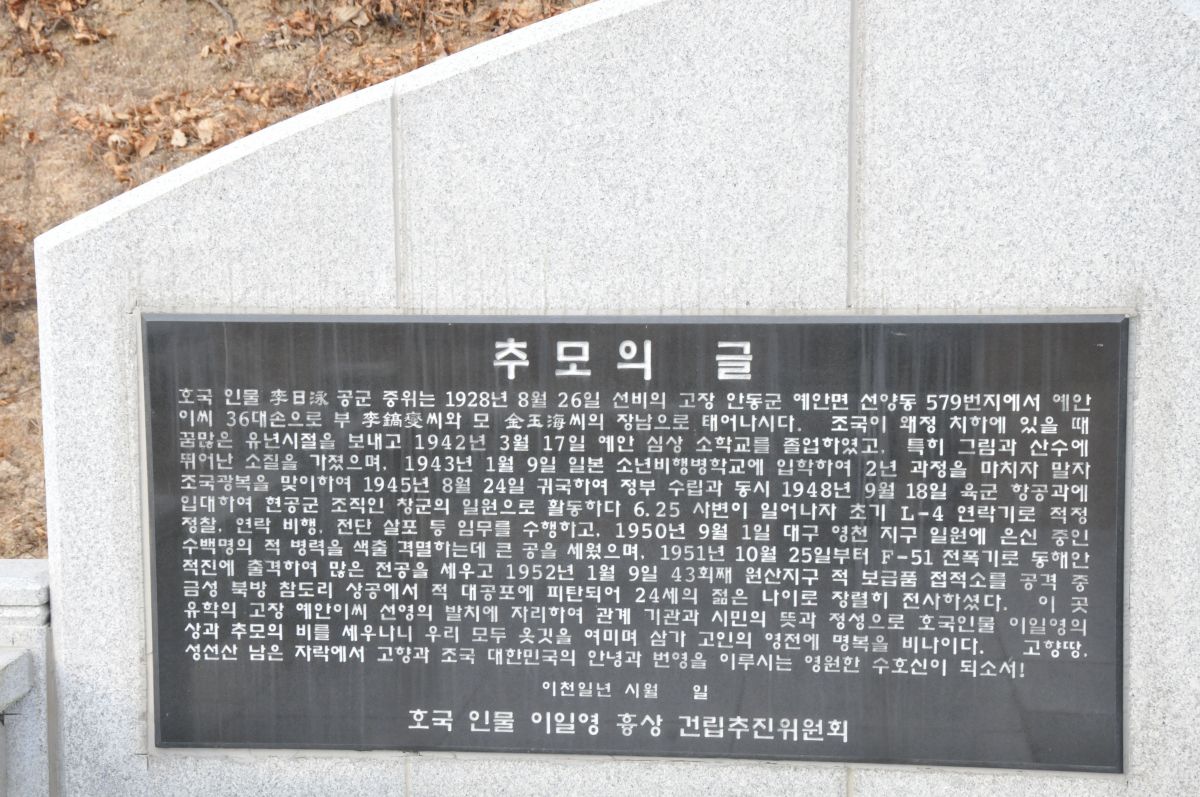 추모의 글
호국 인물 李日泳 공군 중위는 1928년 8월 26일 선비의 고장 안동군 예안면 선양동 579번지에서 예안
이씨 36대손으로 부 李鎬燮씨와 모 金玉海씨의 장남으로 태어나시다. 조국이 왜정 치하에 있을 때
꿈많은 유년시절을 보내고 1942년 3월 17일 예안 심상 소학교를 졸업하였고, 특히 그림과 산수에
뛰어난 소질을 가졌으며, 1943년 1월 9일 일본 소년비행병학교에 입학하여 2년 과정을 마치자 말자
조국광복을 맞이하여 1945년 8월 24일 귀국하여 정부 수립과 동시 1948년 9월 18일 육군 항공과에
입대하여 현공군 조직인 창군의 일원으로 활동하다 6.25 사변이 일어나자 초기 L-4 연락기로 적정
정찰, 연락 비행, 전단 살포 등 임무를 수행하고, 1950년 9월 1일 대구 영천 지구 일원에 은신 중인
수백명의 적 병력을 색출 격멸하는데 큰 공을 세웠으며, 1951년 10월 25일부터 F-51 전폭기로 동해안
적진에 출격하여 많은 전공을 세우고 1952년 1월 9일 43회째 원산지구 적 보급품 접적소를 공격 중
금성 북방 참도리 상공에서 적 대공포에 피탄되어 24세의 젊은 나이로 장렬히 전사하셨다. 이 곳
유학의 고장 예안이씨 선영의 발치에 자리하여 관계 기관과 시민의 뜻과 정성으로 호국인물 이일영의
상과 추모의 비를 세우나니 우리 모두 옷깃을 여미며 삼가 고인의 영전에 명복을 비나이다. 고향땅,
성선산 남은 자락에서 고향과 조국 대한민국의 안녕과 번영을 이루시는 영원한 수호신이 되소서!
이천일년 시월 일
호국 인물 이일영 흉상 건립추진위원회